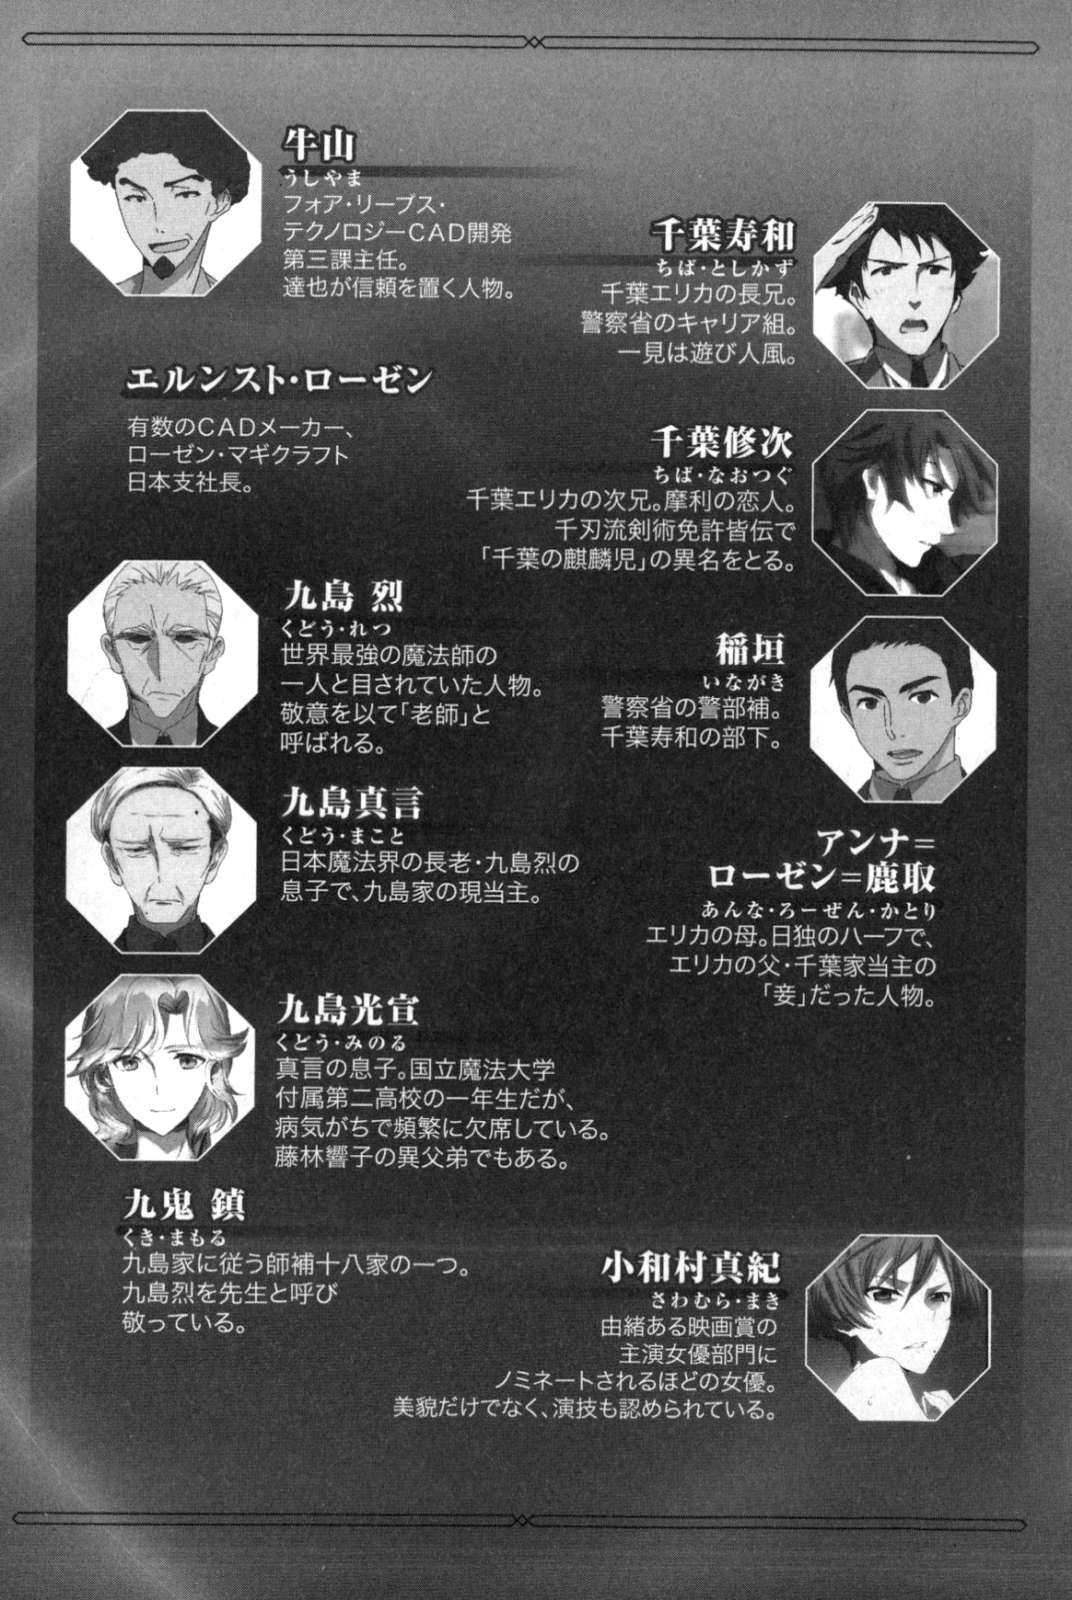 牛山
うしやま
フォア・リーブス・
テクノロジーCAD開発
第三課主任。
達也が信頼を置く人物。
エルンスト・ローゼン
有数のCADメーカー、
ローゼン・マギクラフト
日本支社長。
九島 烈
くどう・れつ
世界最強の魔法師の
一人と目されていた人物。
敬意を以て「老師」と
呼ばれる。
九島真言
くどう・まこと
日本魔法界の長老・九島烈の
息子で、九島家の現当主。
九島光宣
くどう・みのる
真言の息子。国立魔法大学
付属第二高校の一年生だが、
病気がちで頻繁に欠席している。
藤林響子の異父弟でもある。
九鬼 鎮
くき・まもる
九島家に従う師補十八家の一つ。
九島烈を先生と呼び
敬っている。
千葉寿和
ちば・としかず
千葉エリカの長兄。
警察省のキャリア組。
一見は遊び人風。
千葉修次
ちば・なおつぐ
千葉エリカの次兄。摩利の恋人。
千刃流剣術免許皆伝で
「千葉の麒麟児」の異名をとる。
稲垣
いながき
警察省の警部補。
千葉寿和の部下。
アンナ=
ローゼン=鹿取
あんな・ろーぜん・かとり
エリカの母。日独のハーフで、
エリカの父・千葉家当主の
「妾」だった人物。
小和村真紀
さわむら・まき
由緒ある映画賞の
主演女優部門に
ノミネートされるほどの女優。
美貌だけでなく、演技も認められている。